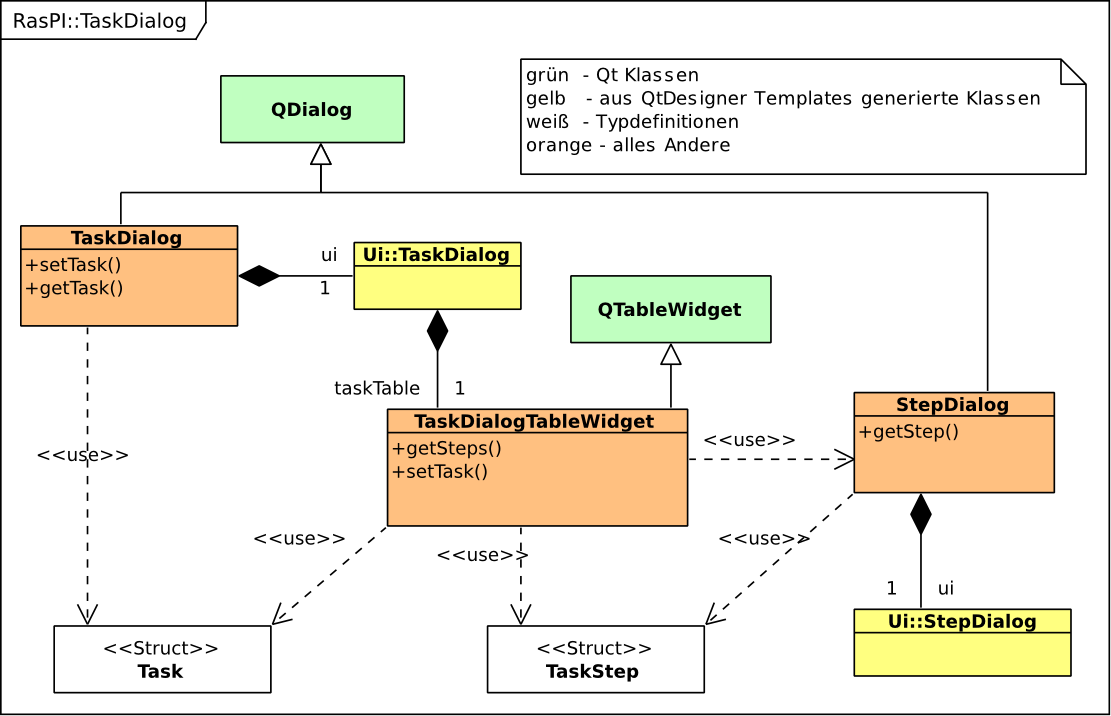 RasPI::TaskDialog
grün - Qt Klassen
gelb - aus QtDesigner Templates generierte Klassen
weiß - Typdefinitionen
orange - alles Andere
QDialog
TaskDialog
+setTask()
+getTask()
ui
1
Ui::TaskDialog
QTableWidget
taskTable 1
TaskDialogTableWidget
+getSteps()
+setTask()
<<use>>
StepDialog
+getStep()
<<use>>
<<use>>
<<use>>
<<use>>
1 ui
Ui::StepDialog
<<Struct>>
Task
<<Struct>>
TaskStep